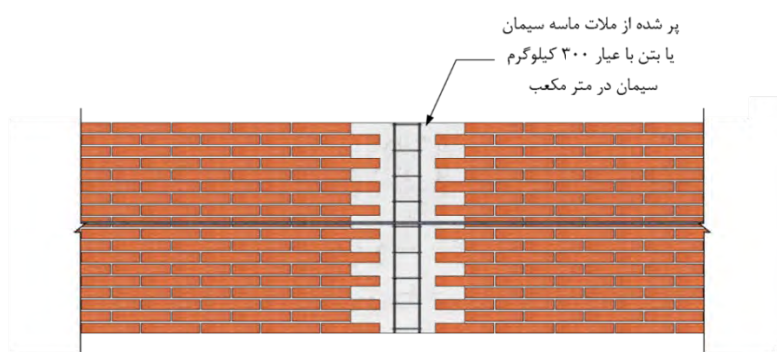 پر شده از ملات ماسه سیمان
یا بتن با عیار ۳۰۰ کیلوگرم
سیمان در متر مکعب